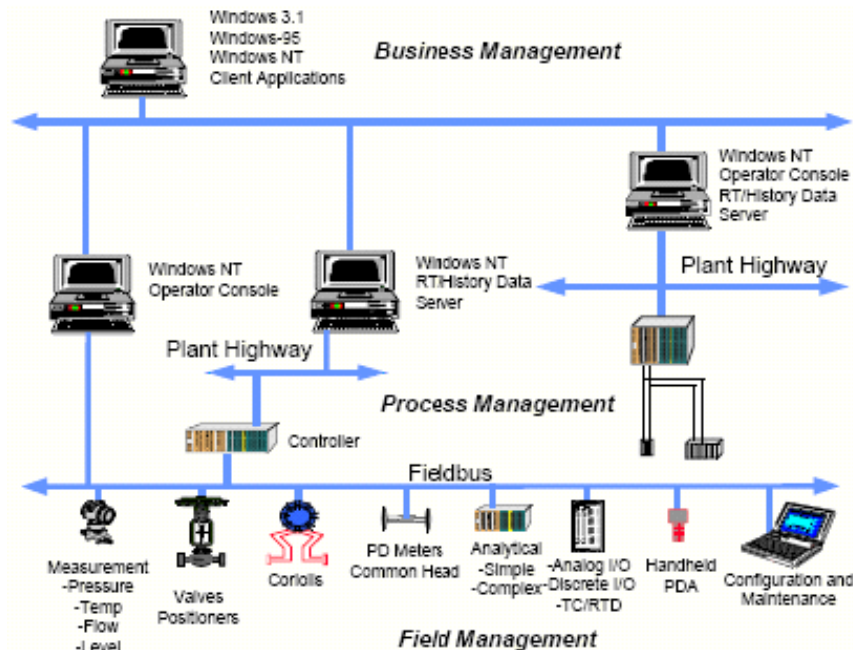 Windows 3.1
Windows-95
Windows NT
Client Applications
Business Management
Windows NT
Operator Console
RT/History Data
Server
Windows NT
Operator Console
Windows NT
RT/History Data
Server
Plant Highway
Plant Highway
Process Management
Controller
Fieldbus
Measurement
-Pressure
-Temp
-Flow
-Level
Valves
Positioners
Coriolis
PD Meters
Common Head
Analytical
-Simple
-Complex
-Analog I/O
-Discrete I/O
-TC/RTD
Handheld
PDA
Configuration and
Maintenance
Field Management